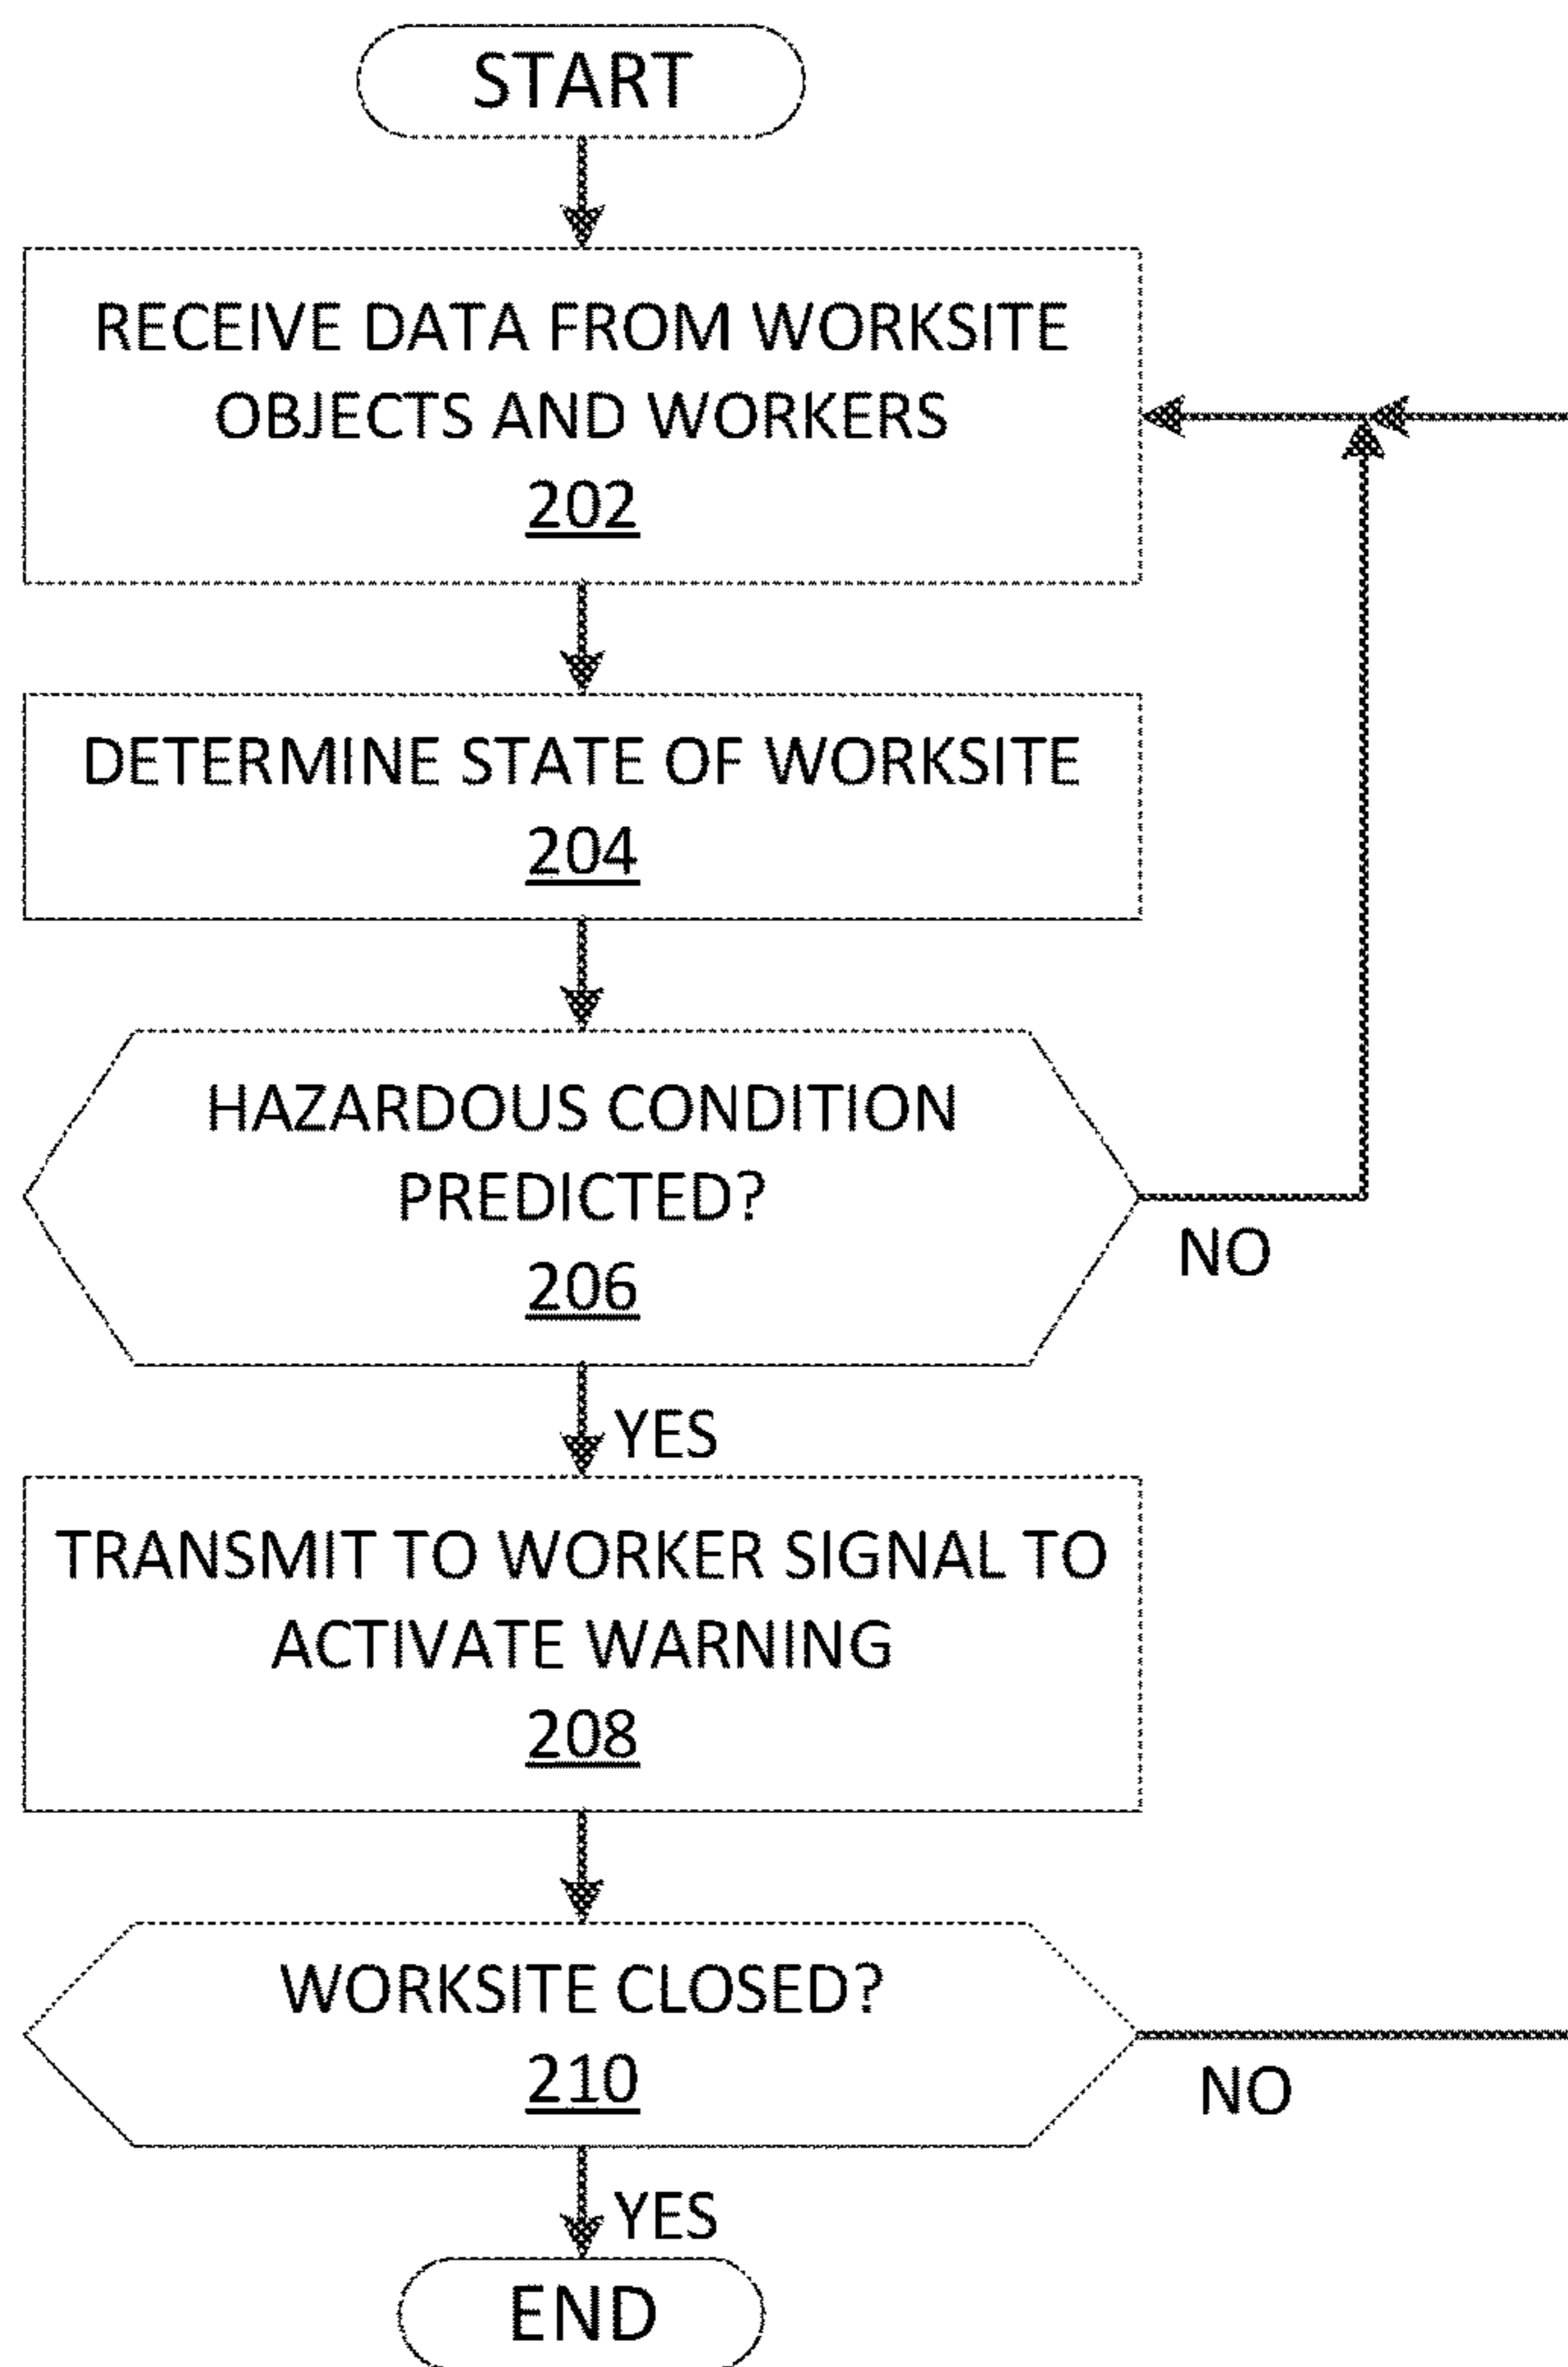 START
RECEIVE DATA FROM WORKSITE
OBJECTS AND WORKERS
202
DETERMINE STATE OF WORKSITE
204
HAZARDOUS CONDITION
PREDICTED?
206
NO
YES
TRANSMIT TO WORKER SIGNAL TO
ACTIVATE WARNING
208
WORKSITE CLOSED?
210
NO
YES
END